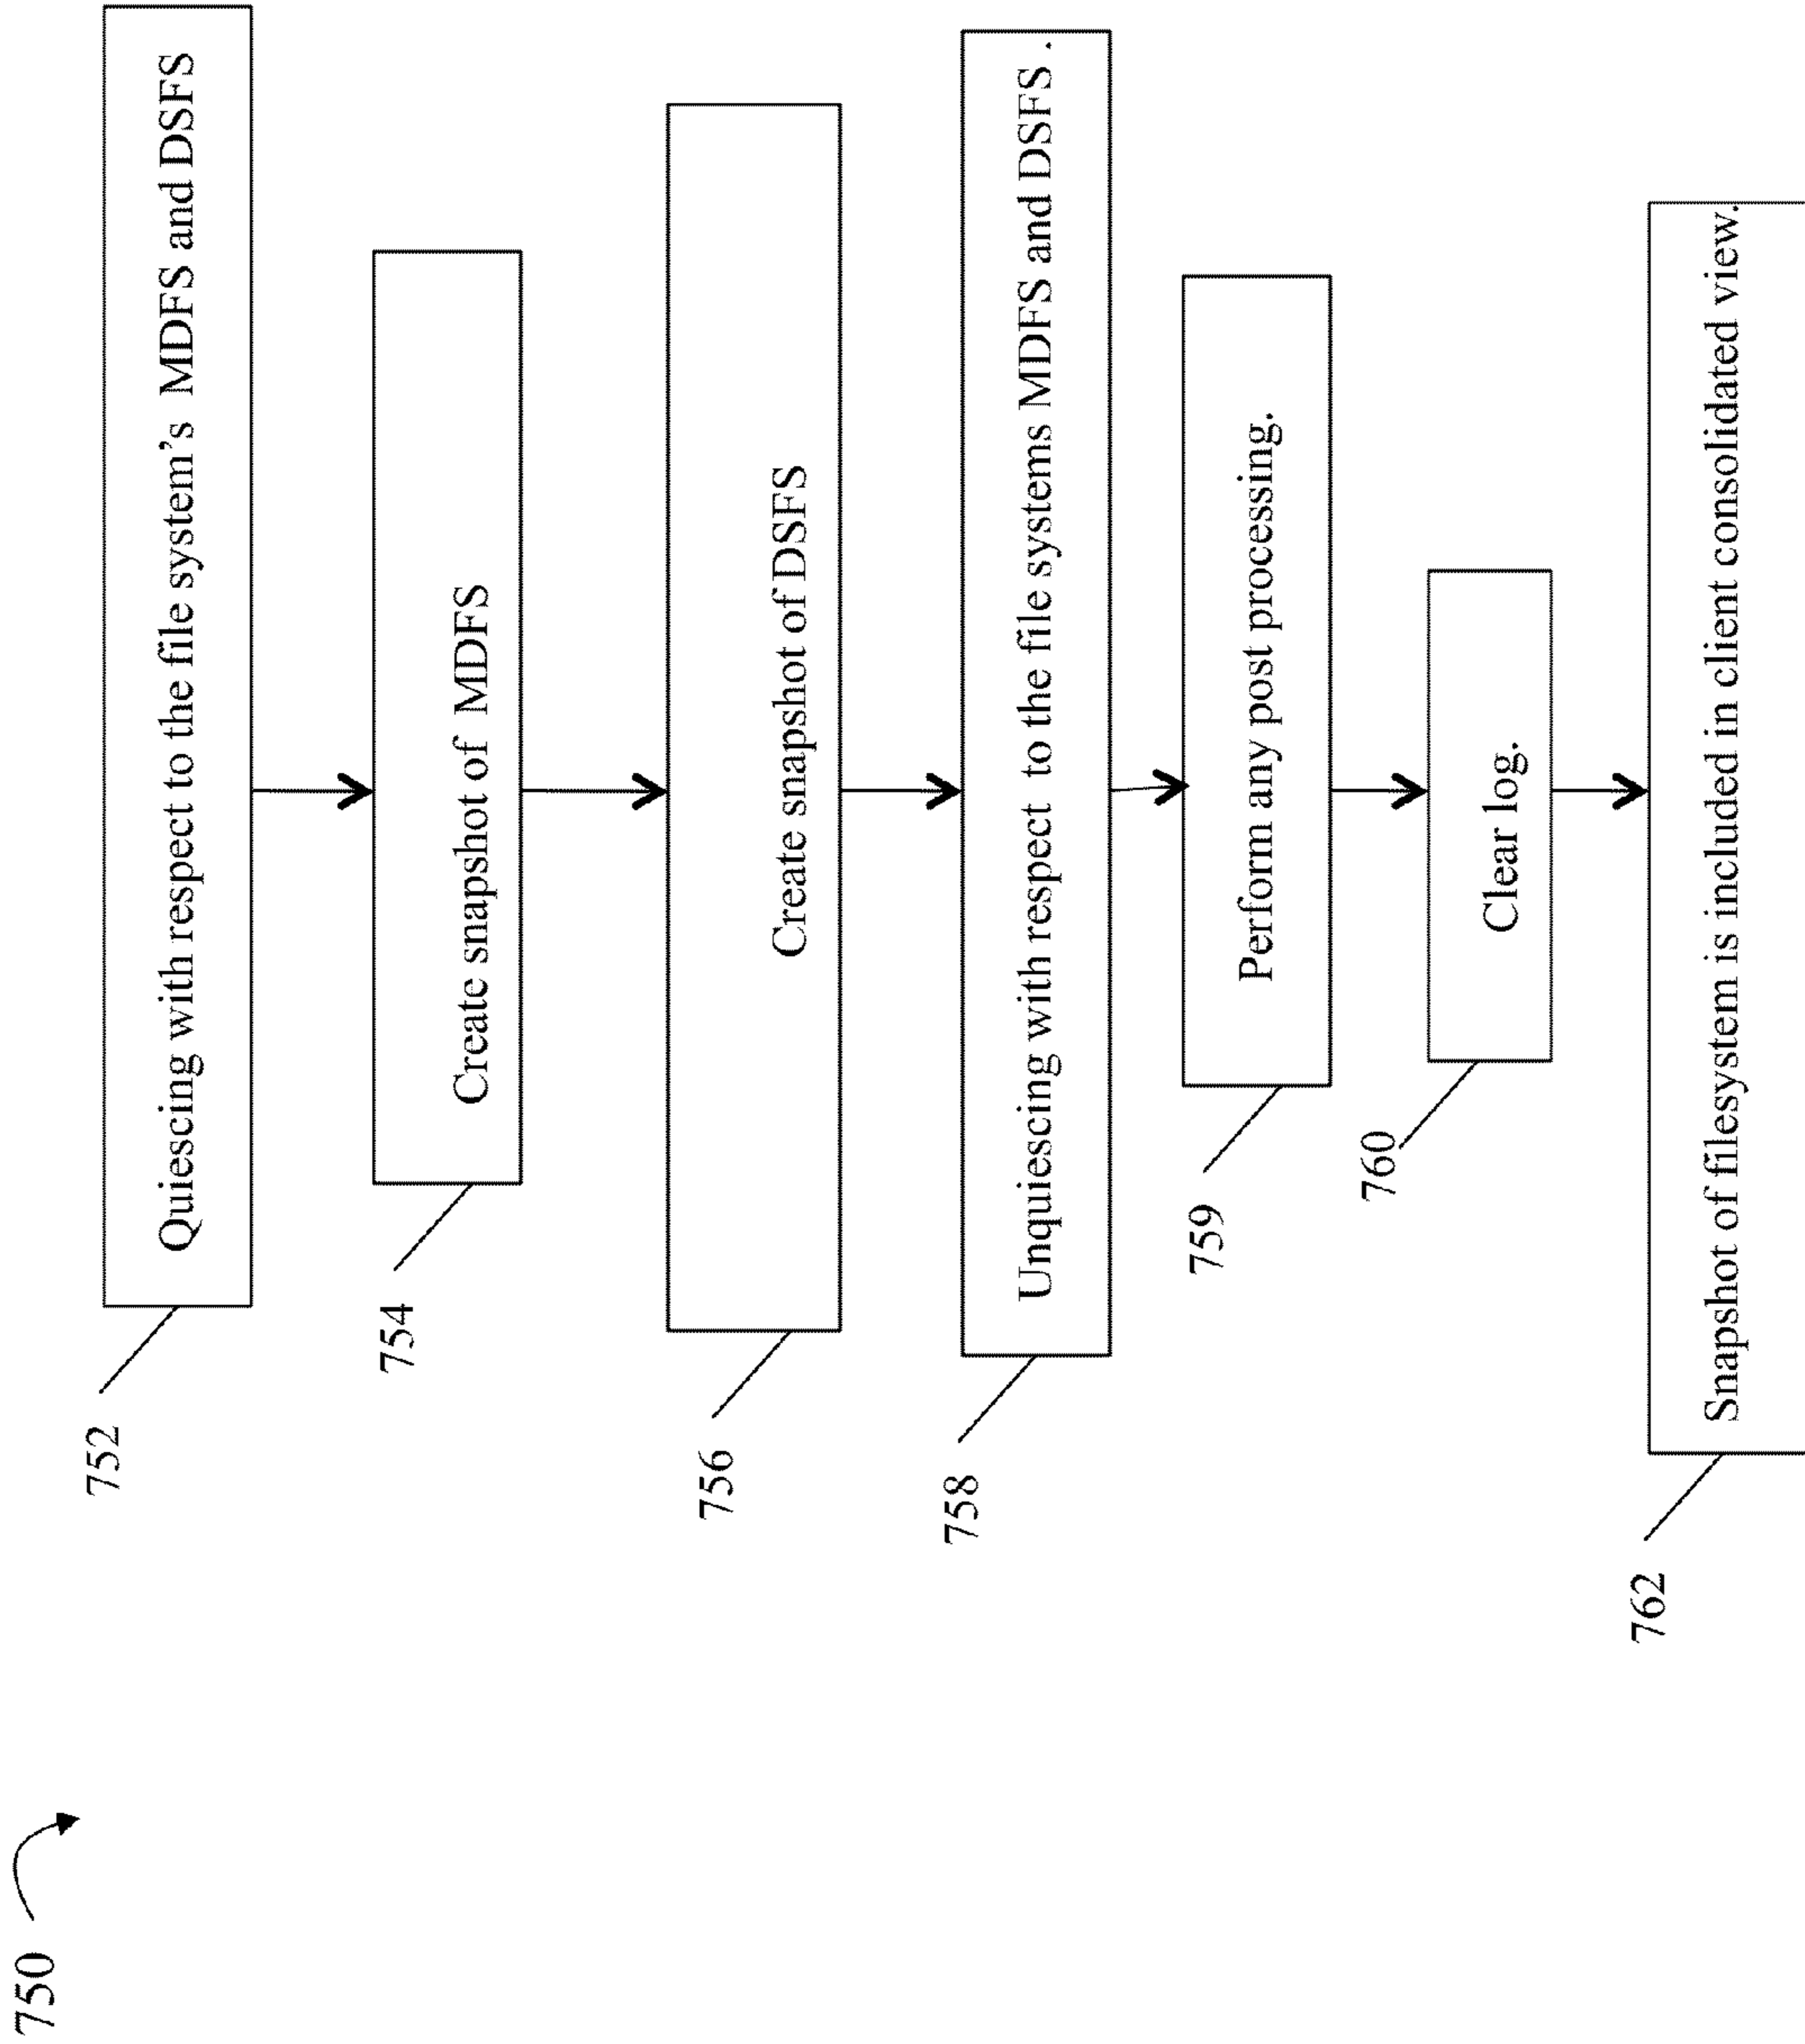 750
752
Quiescing with respect to the file system's MDFS and DSFS
754
Create snapshot of MDFS
756
Create snapshot of DSFS
758
Unquiescing with respect to the file systems MDFS and DSFS .
759
Perform any post processing.
760
Clear log.
762
Snapshot of filesystem is included in client consolidated view.